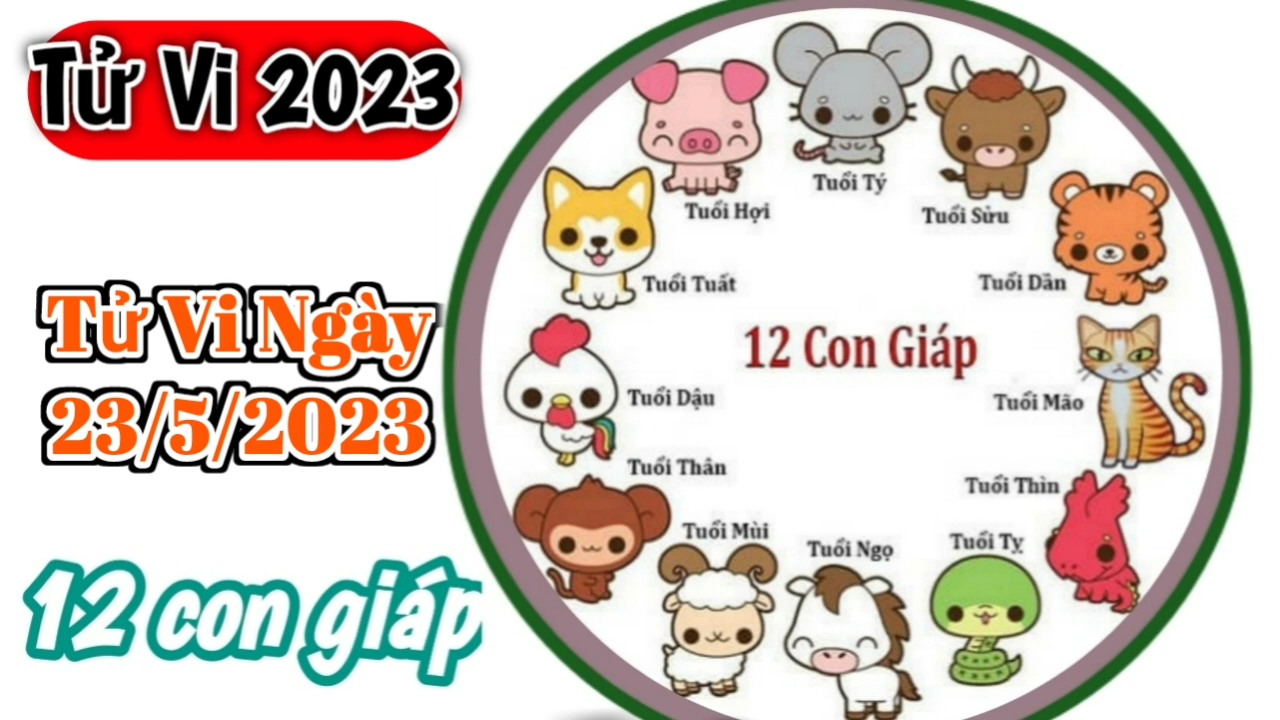 Tử Vi 2023
Tử Vi Ngày
23/5/2023
12 con giáp
Tuổi Tý
Tuổi Hợi
Tuổi Sửu
Tuổi Tuất
Tuổi Dần
12 Con Giáp
Tuổi Dậu
Tuổi Mão
Tuổi Thân
Tuổi Thìn
Tuổi Mùi
Tuổi Ngọ
Tuổi Tỵ